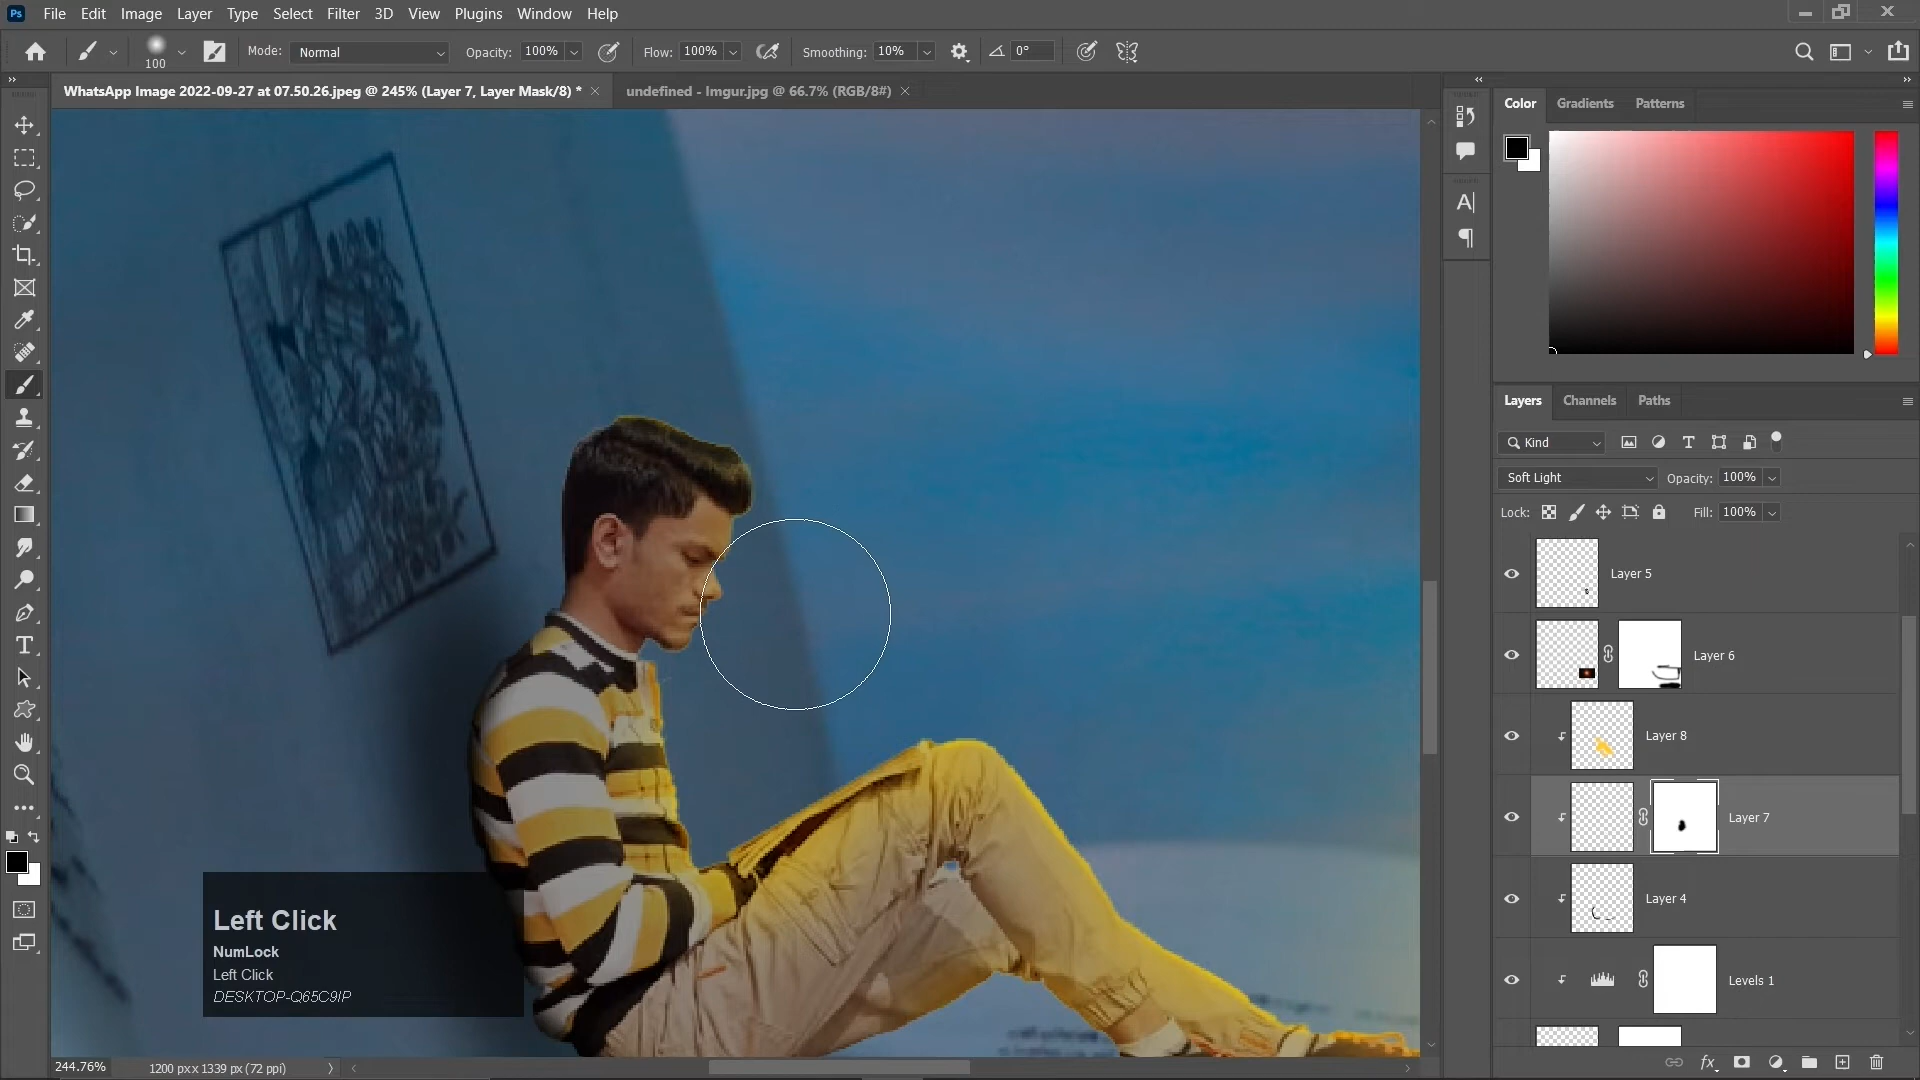 File Edit Image Layer Type Select Filter 3D View Plugins Window Help
100 Mode: Normal Opacity: 100% Flow: 100% Smoothing: 10% 0°
WhatsApp Image 2022-09-27 at 07.50.26.jpeg @ 245% (Layer 7, Layer Mask/8) * undefined - Imgur.jpg @ 66.7% (RGB/8#)
Color Gradients Patterns
Layers Channels Paths
Kind
Soft Light Opacity: 100%
Lock: Fill: 100%
Layer 5
Layer 6
Layer 8
Layer 7
Layer 4
Levels 1
Left Click
NumLock
Left Click
DESKTOP-Q65C9IP
244.76% 1200 px x 1339 px (72 ppi)